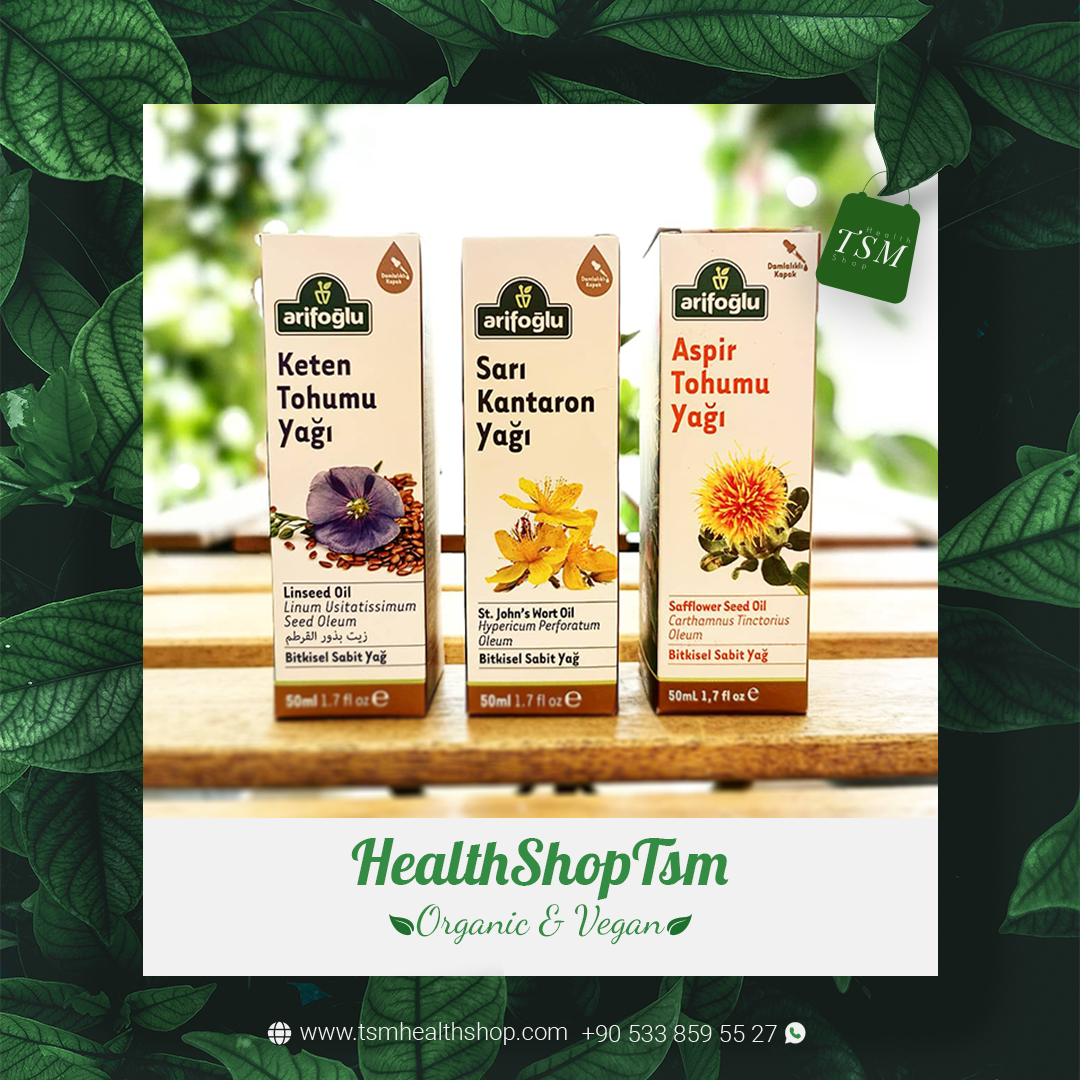 Damlalıklı
Kapak
arifoğlu
Keten
Tohumu
Yağı
Linseed Oil
Linum Usitatissimum
Seed Oleum
زيت بذور القرطم
Bitkisel Sabit Yağ
50ml 1.7 fl oz e
Damlalıklı
Kapak
arifoğlu
Sarı
Kantaron
Yağı
St. John's Wort Oil
Hypericum Perforatum
Oleum
Bitkisel Sabit Yağ
50ml 1.7 fl oz e
Damlalıklı
Kapak
arifoğlu
Aspir
Tohumu
Yağı
Safflower Seed Oil
Carthamnus Tinctorius
Oleum
Bitkisel Sabit Yağ
50mL 1,7 fl oz e
Health
TSM
Shop
HealthShopTsm
Organic & Vegan
www.tsmhealthshop.com +90 533 859 55 27